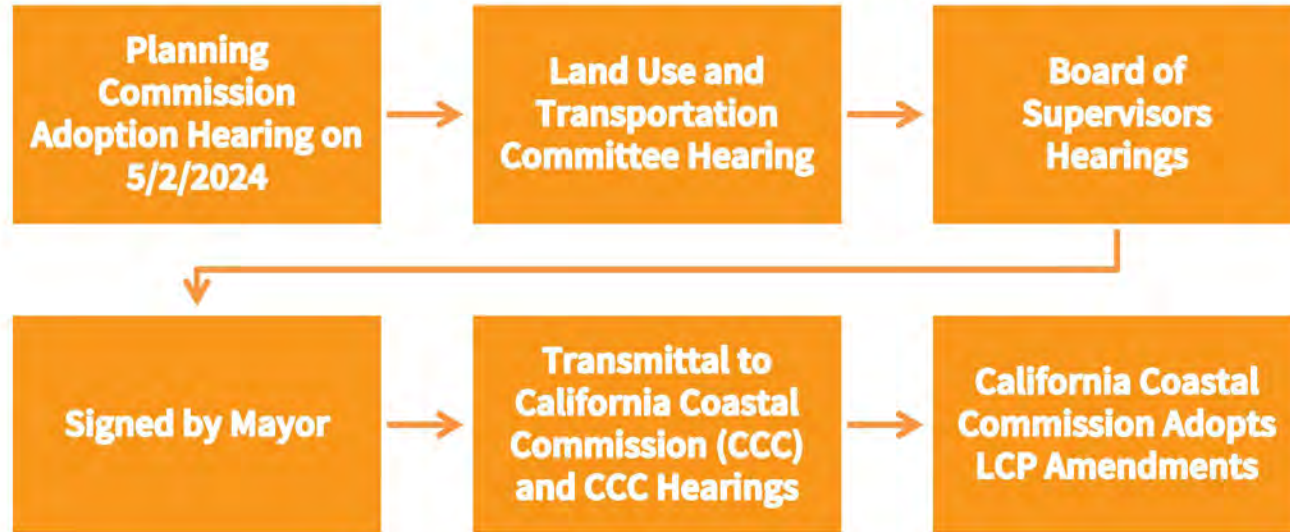 Planning
Commission
Adoption Hearing on
5/2/2024
Land Use and
Transportation
Committee Hearing
Board of
Supervisors
Hearings
Signed by Mayor
Transmittal to
California Coastal
Commission (CCC)
and CCC Hearings
California Coastal
Commission Adopts
LCP Amendments